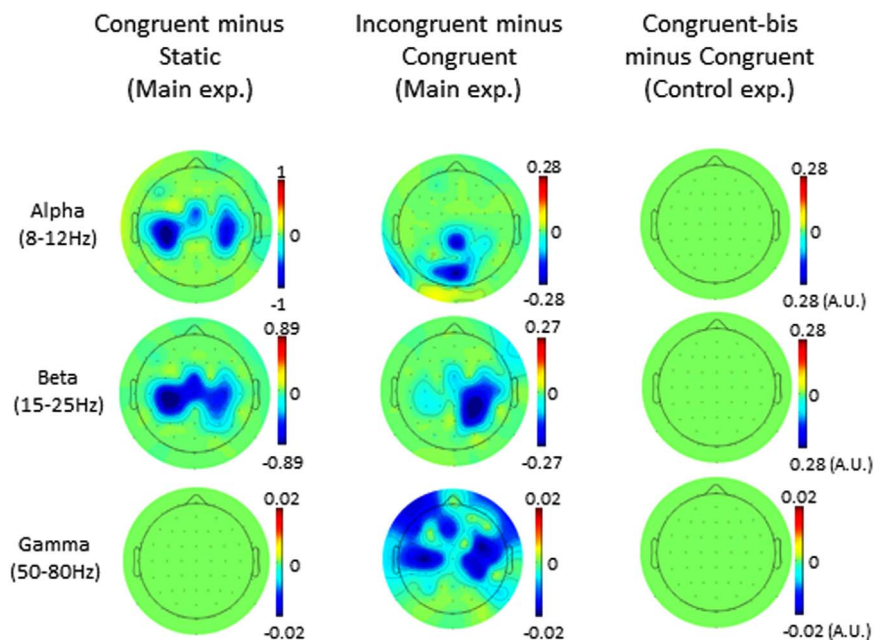 Congruent minus
Static
(Main exp.)
Incongruent minus
Congruent
(Main exp.)
Congruent-bis
minus Congruent
(Control exp.)
Alpha
(8-12Hz)
1
0
-1
0.28
0
-0.28
0.28
0
0.28 (A.U.)
Beta
(15-25Hz)
0.89
0
-0.89
0.27
0
-0.27
0.28
0
0.28 (A.U.)
Gamma
(50-80Hz)
0.02
0
-0.02
0.02
0
-0.02
0.02
0
-0.02 (A.U.)